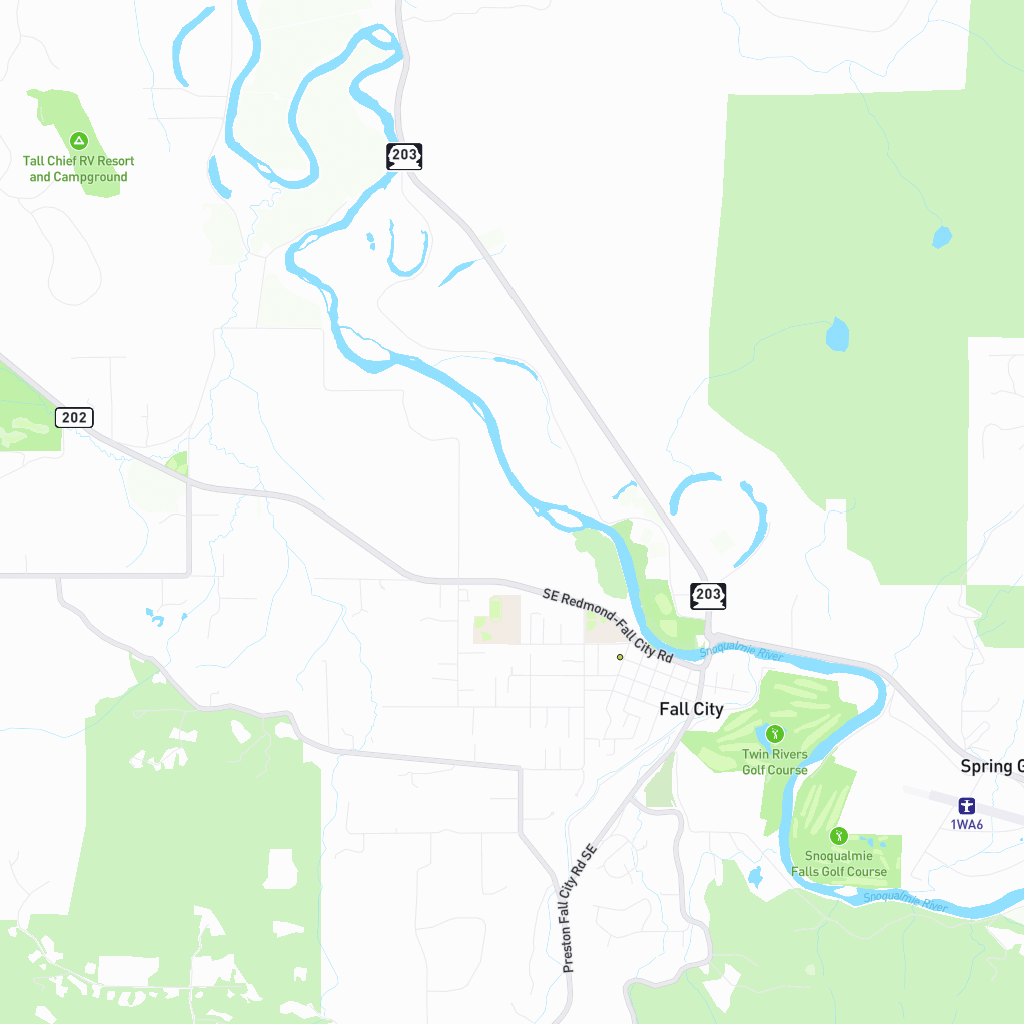 203
Tall Chief RV Resort
and Campground
202
SE Redmond-Fall City Rd
203
Snoqualmie River
Fall City
Twin Rivers
Golf Course
Spring G
1WA6
Snoqualmie
Falls Golf Course
Preston Fall City Rd SE
Snoqualmie River